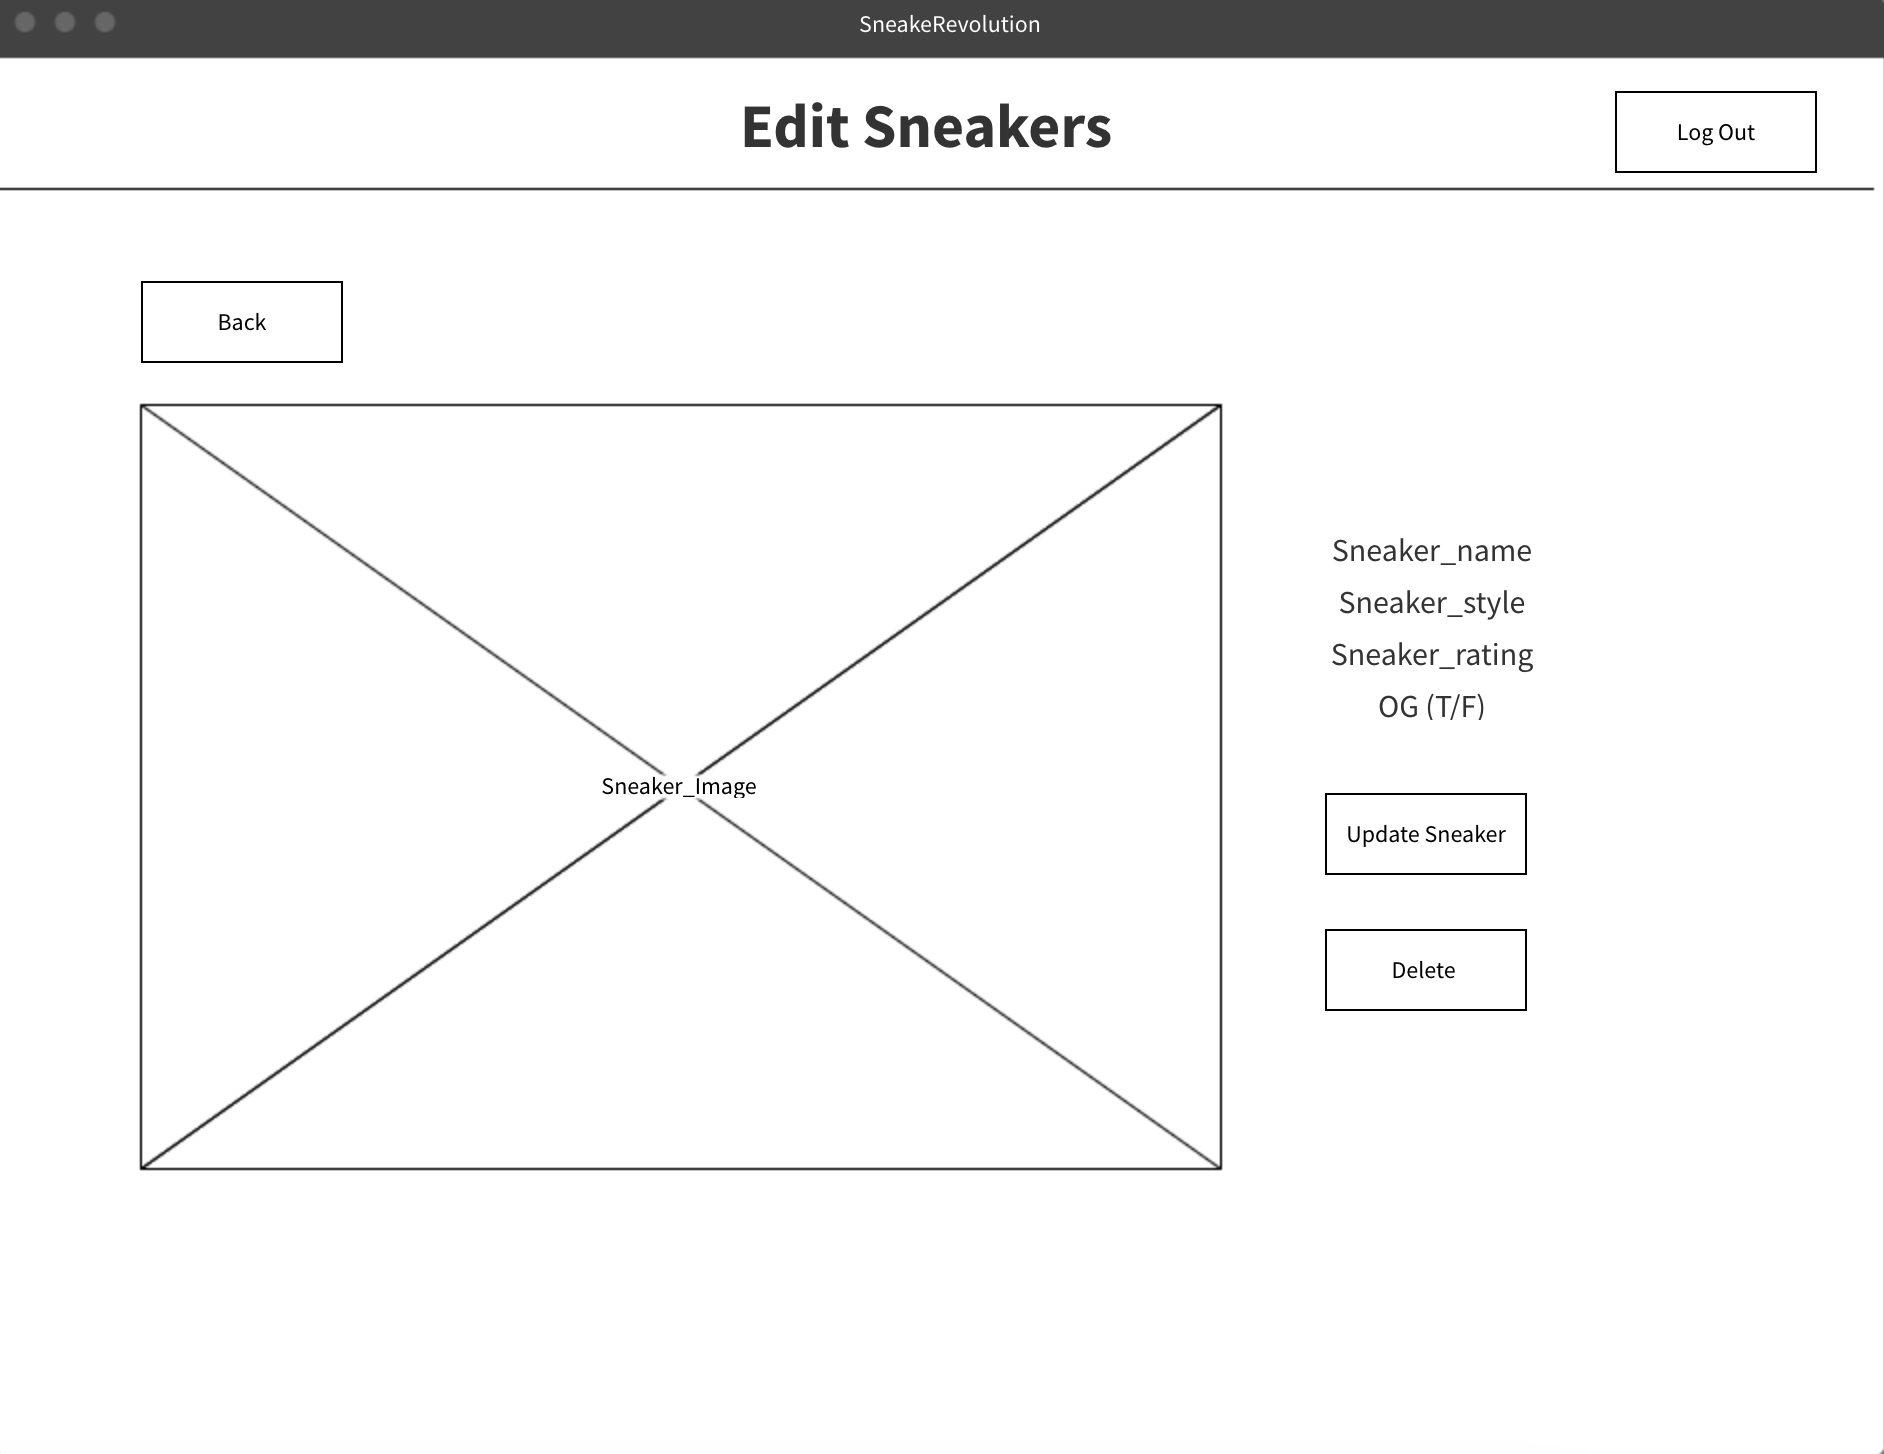 SneakeRevolution
Edit Sneakers
Log Out
Back
Sneaker_Image
Sneaker_name
Sneaker_style
Sneaker_rating
OG (T/F)
Update Sneaker
Delete